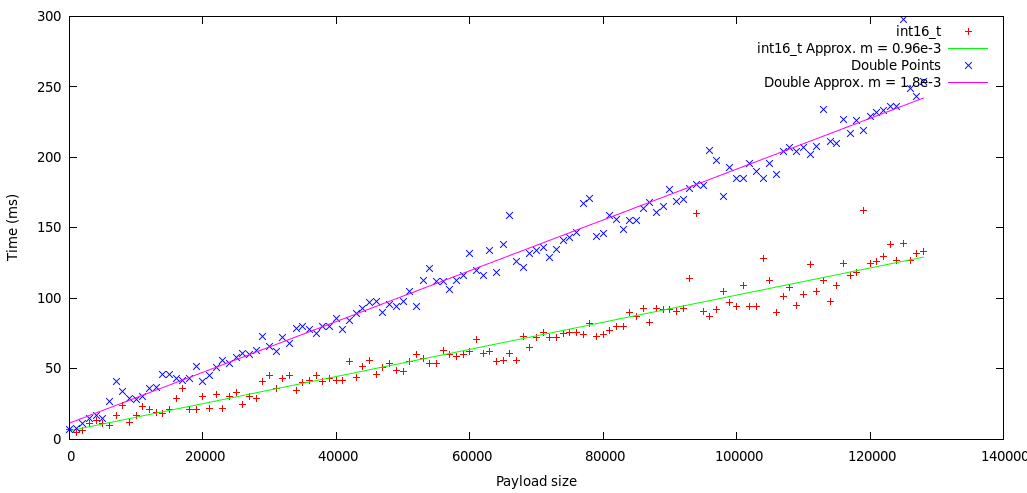 300
250
200
150
100
50
0
Time (ms)
int16_t
int16_t Approx. m = 0.96e-3
Double Points
Double Approx. m = 1.8e-3
0 20000 40000 60000 80000 100000 120000 140000
Payload size